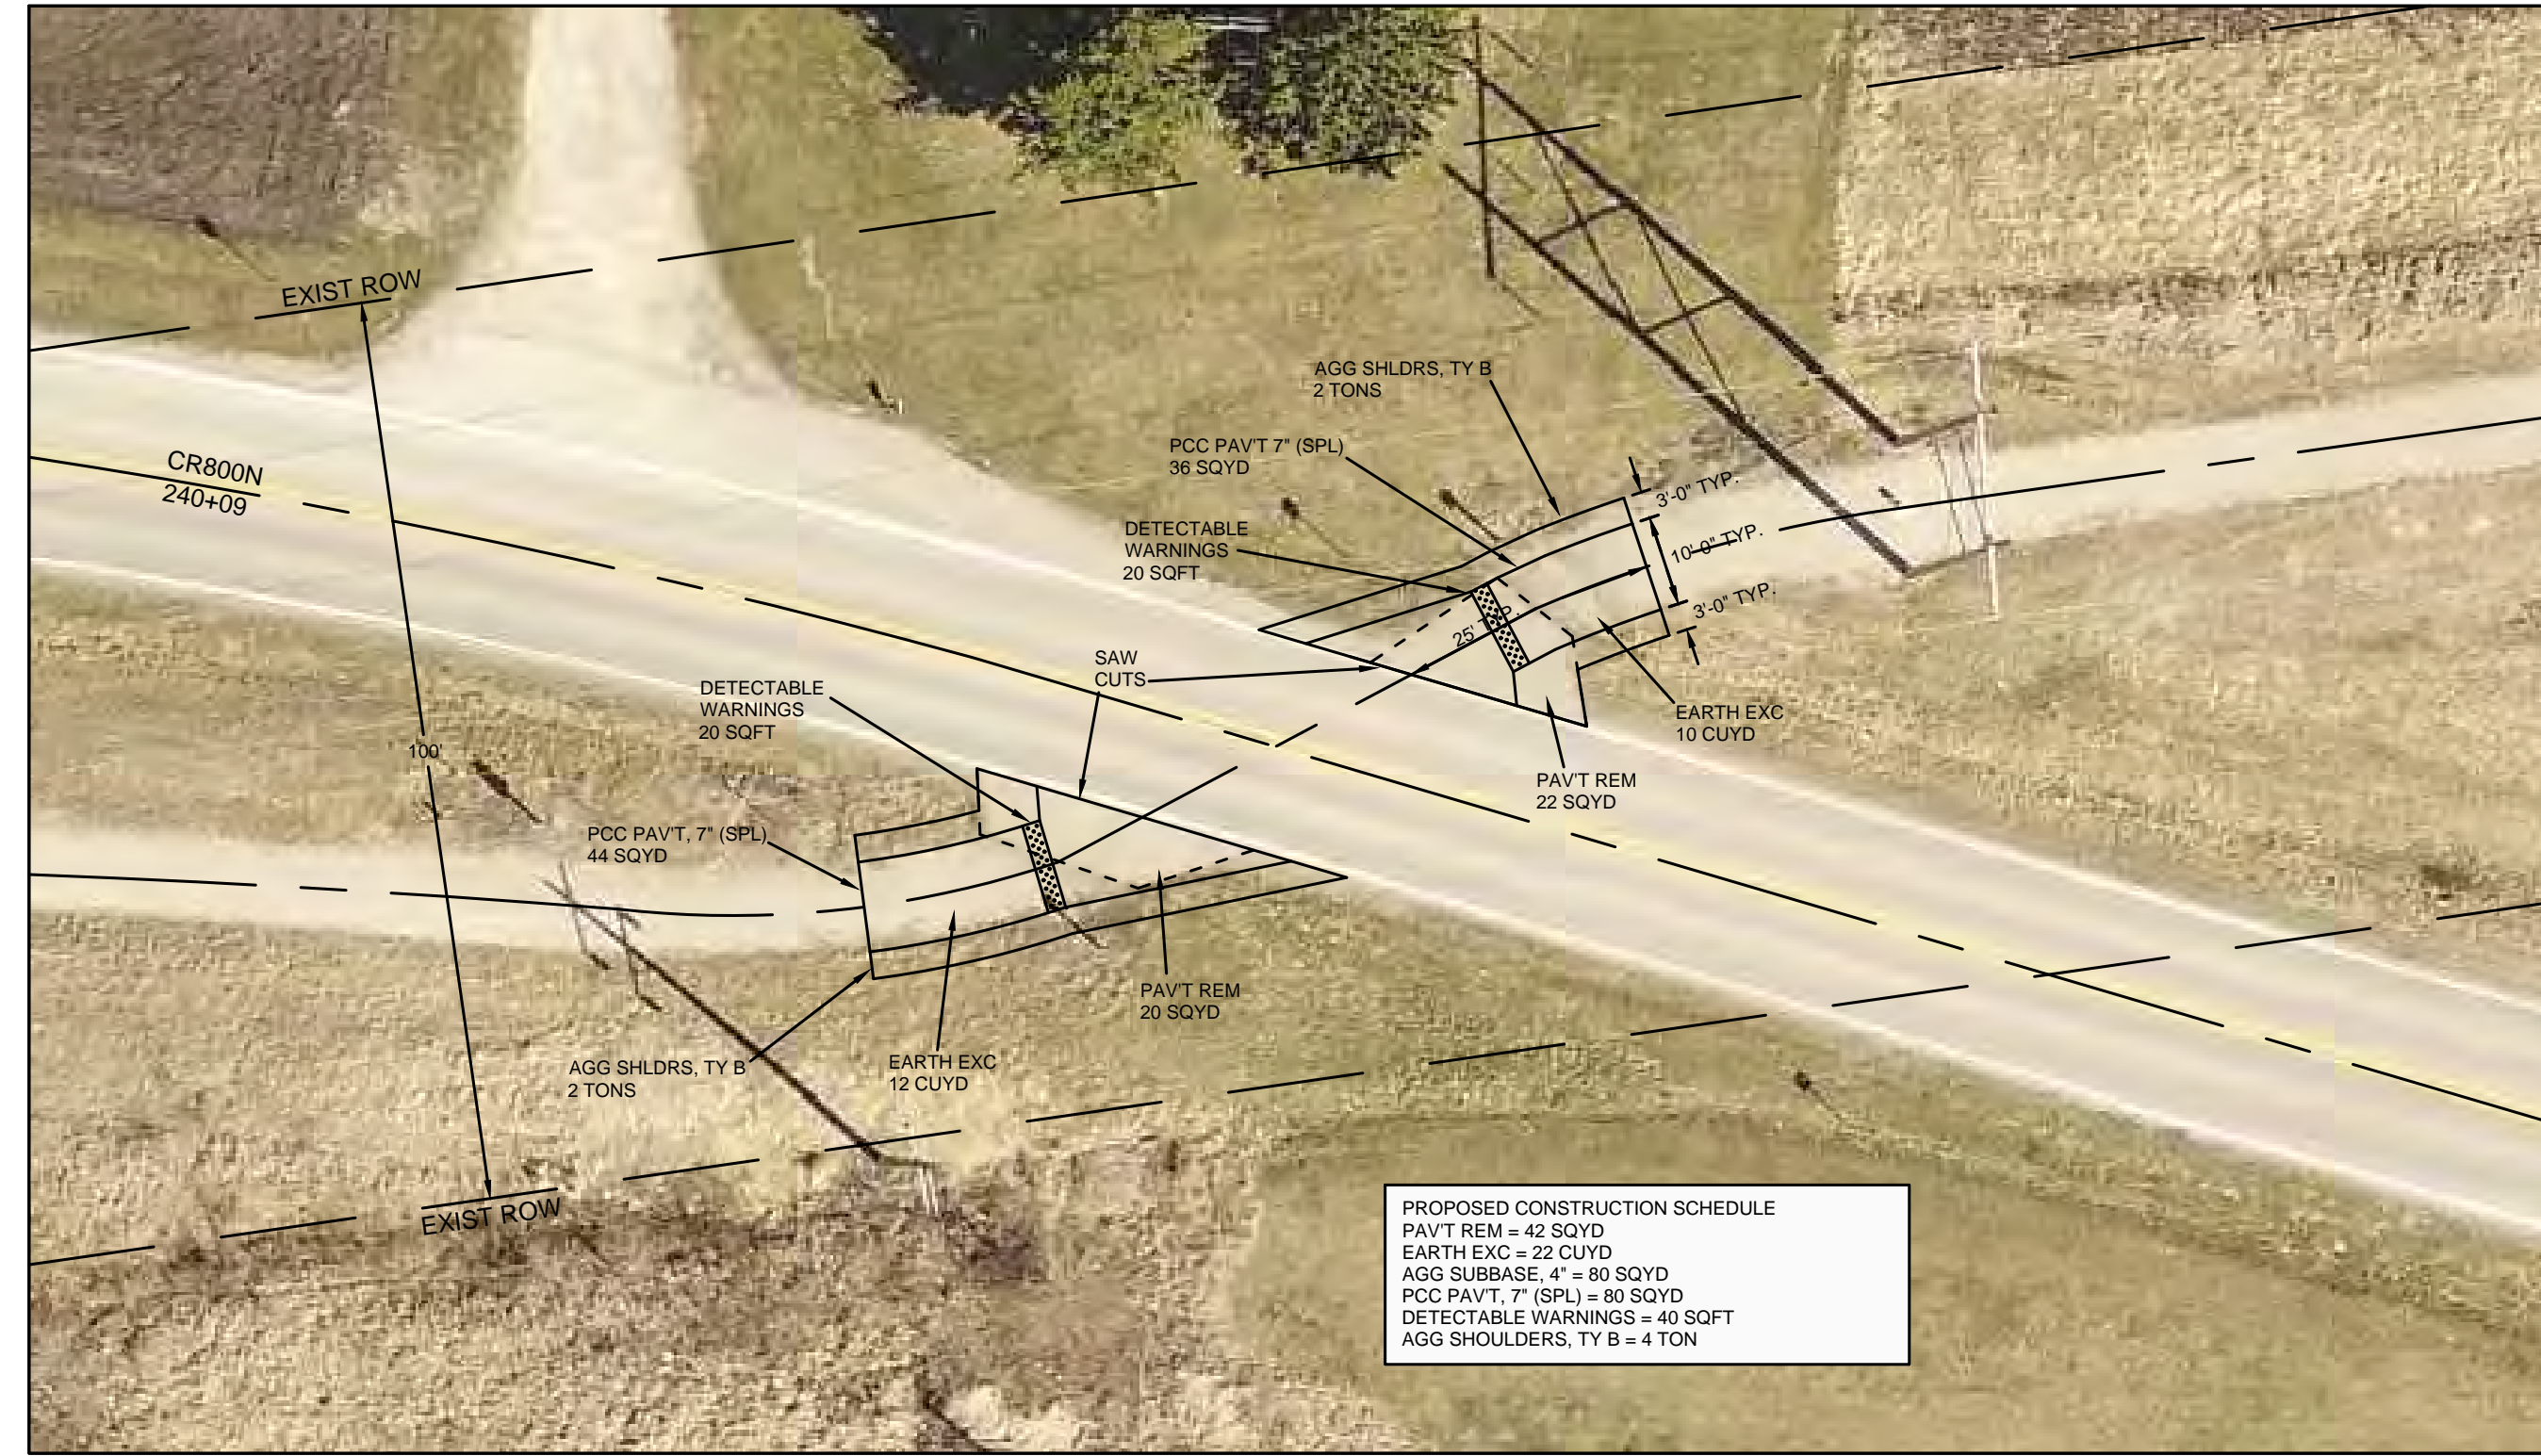 EXIST ROW
CR800N
240+09
100'
AGG SHLDRS, TY B
2 TONS
PCC PAV'T 7" (SPL)
36 SQYD
DETECTABLE
WARNINGS
20 SQFT
3'-0" TYP.
10'-0" TYP.
3'-0" TYP.
25' TYP.
SAW
CUTS
EARTH EXC
10 CUYD
PAV'T REM
22 SQYD
DETECTABLE
WARNINGS
20 SQFT
PCC PAV'T, 7" (SPL)
44 SQYD
PAV'T REM
20 SQYD
AGG SHLDRS, TY B
2 TONS
EARTH EXC
12 CUYD
EXIST ROW
PROPOSED CONSTRUCTION SCHEDULE
PAV'T REM = 42 SQYD
EARTH EXC = 22 CUYD
AGG SUBBASE, 4" = 80 SQYD
PCC PAV'T, 7" (SPL) = 80 SQYD
DETECTABLE WARNINGS = 40 SQFT
AGG SHOULDERS, TY B = 4 TON